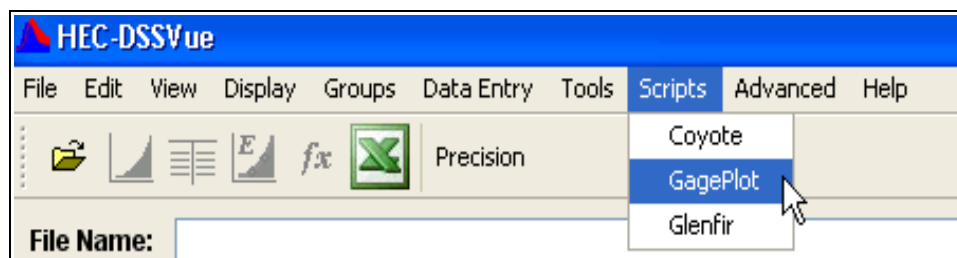 HEC-DSSVue
File Edit View Display Groups Data Entry Tools Scripts Advanced Help
E fx Precision
Coyote
GagePlot
Glenfir
File Name: